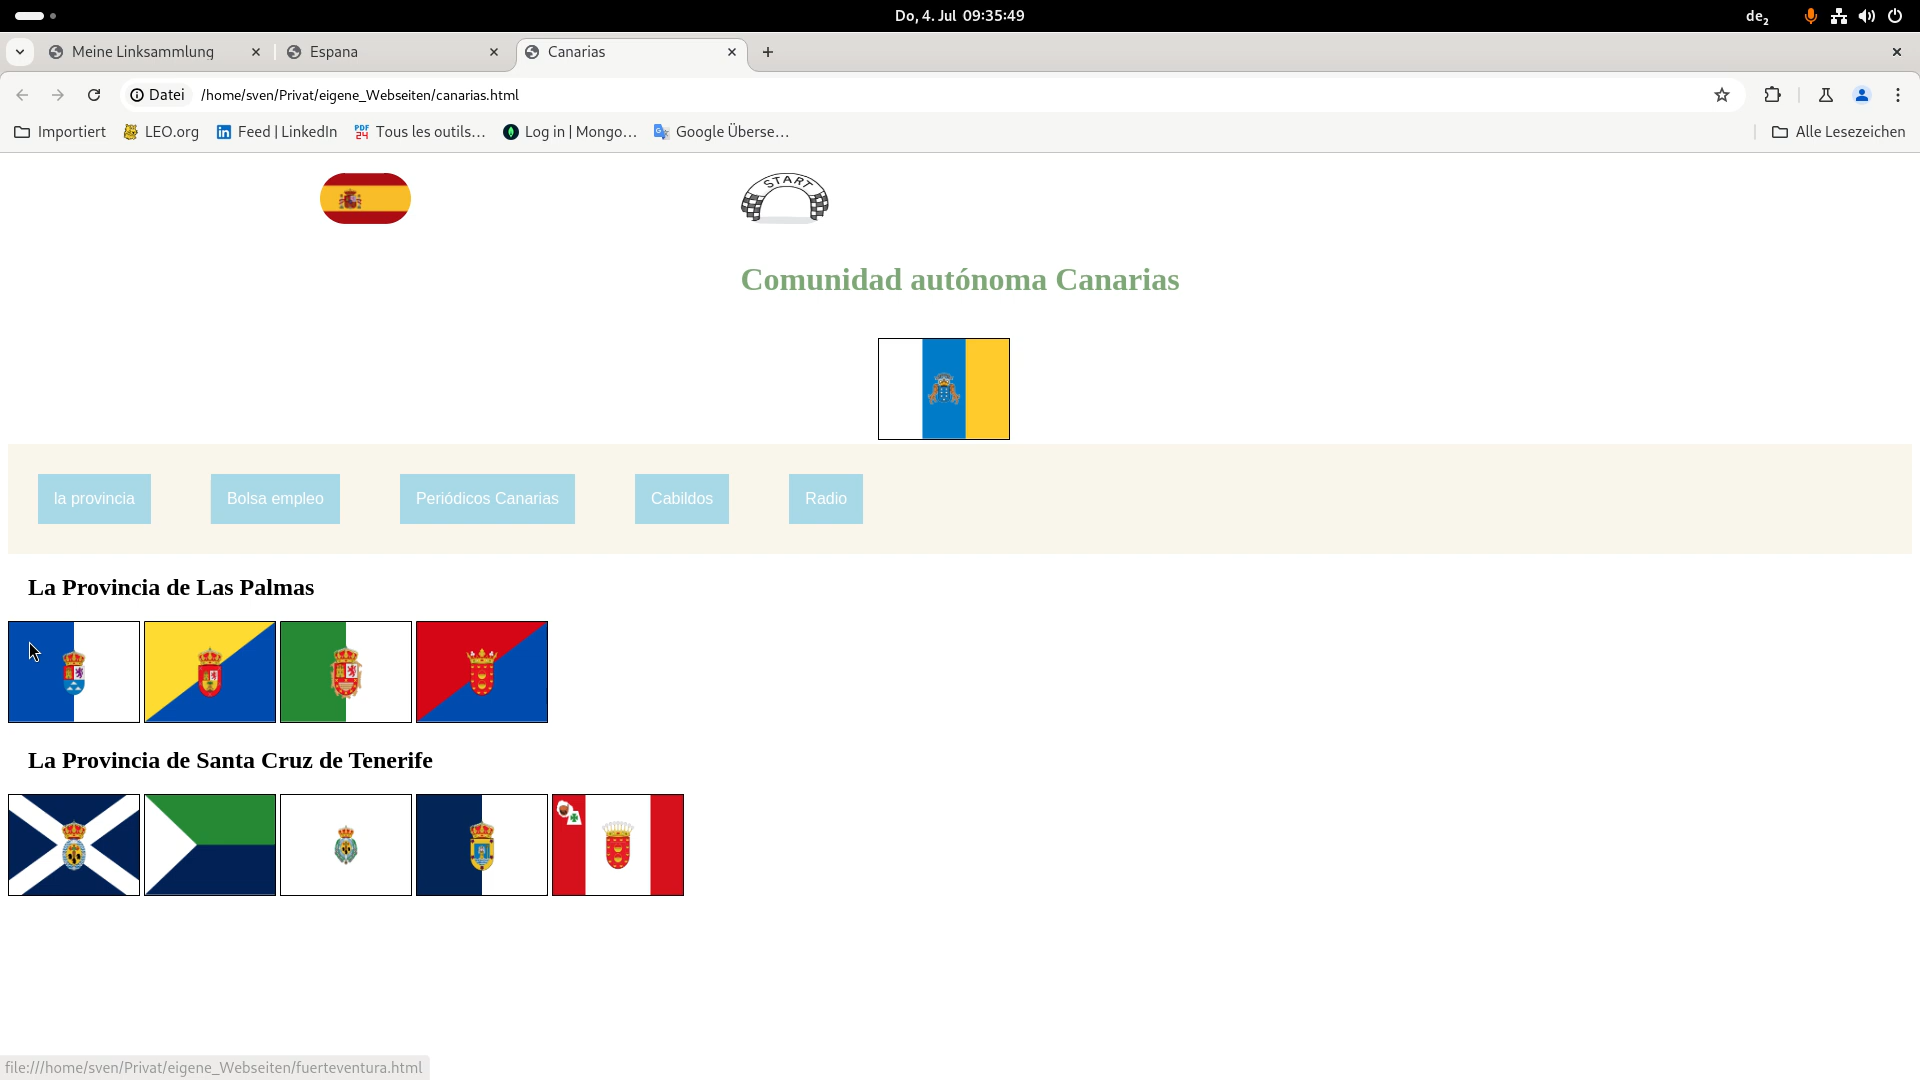 Do, 4. Jul 09:35:49
de₂
Meine Linksammlung
Espana
Canarias
Datei
/home/sven/Privat/eigene_Webseiten/canarias.html
Importiert
LEO.org
Feed | LinkedIn
PDF 24
Tous les outils…
Log in | Mongo…
Google Überse…
Alle Lesezeichen
START
Comunidad autónoma Canarias
la provincia
Bolsa empleo
Periódicos Canarias
Cabildos
Radio
La Provincia de Las Palmas
La Provincia de Santa Cruz de Tenerife
file:///home/sven/Privat/eigene_Webseiten/fuerteventura.html